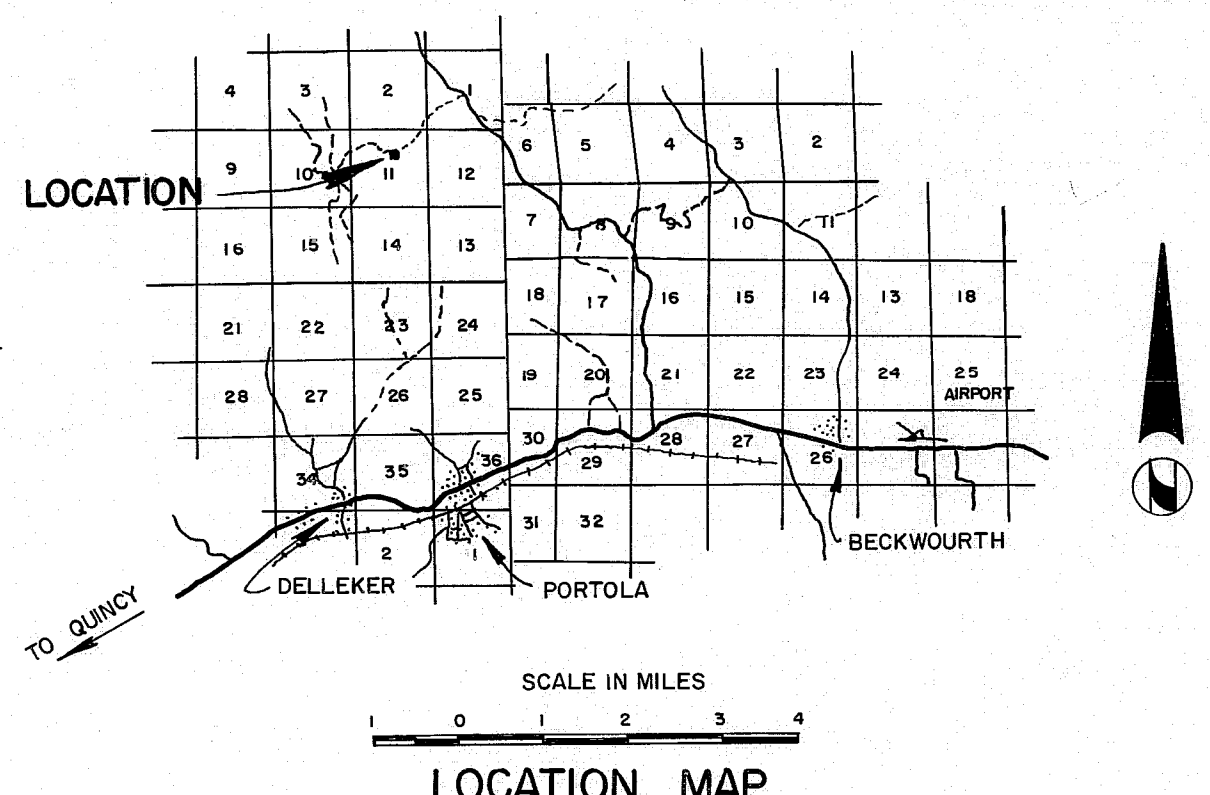 4 3 2 1
6 5 4 3 2
LOCATION 9 10 11 12
7 8 9 10 11
16 15 14 13
18 17 16 15 14 13 18
21 22 23 24
19 20 21 22 23 24 25
AIRPORT
28 27 26 25
30 29 28 27 26
34 35 36
31 32
2 1
BECKWOURTH
DELLEKER
PORTOLA
TO QUINCY
SCALE IN MILES
1 0 1 2 3 4
LOCATION MAP